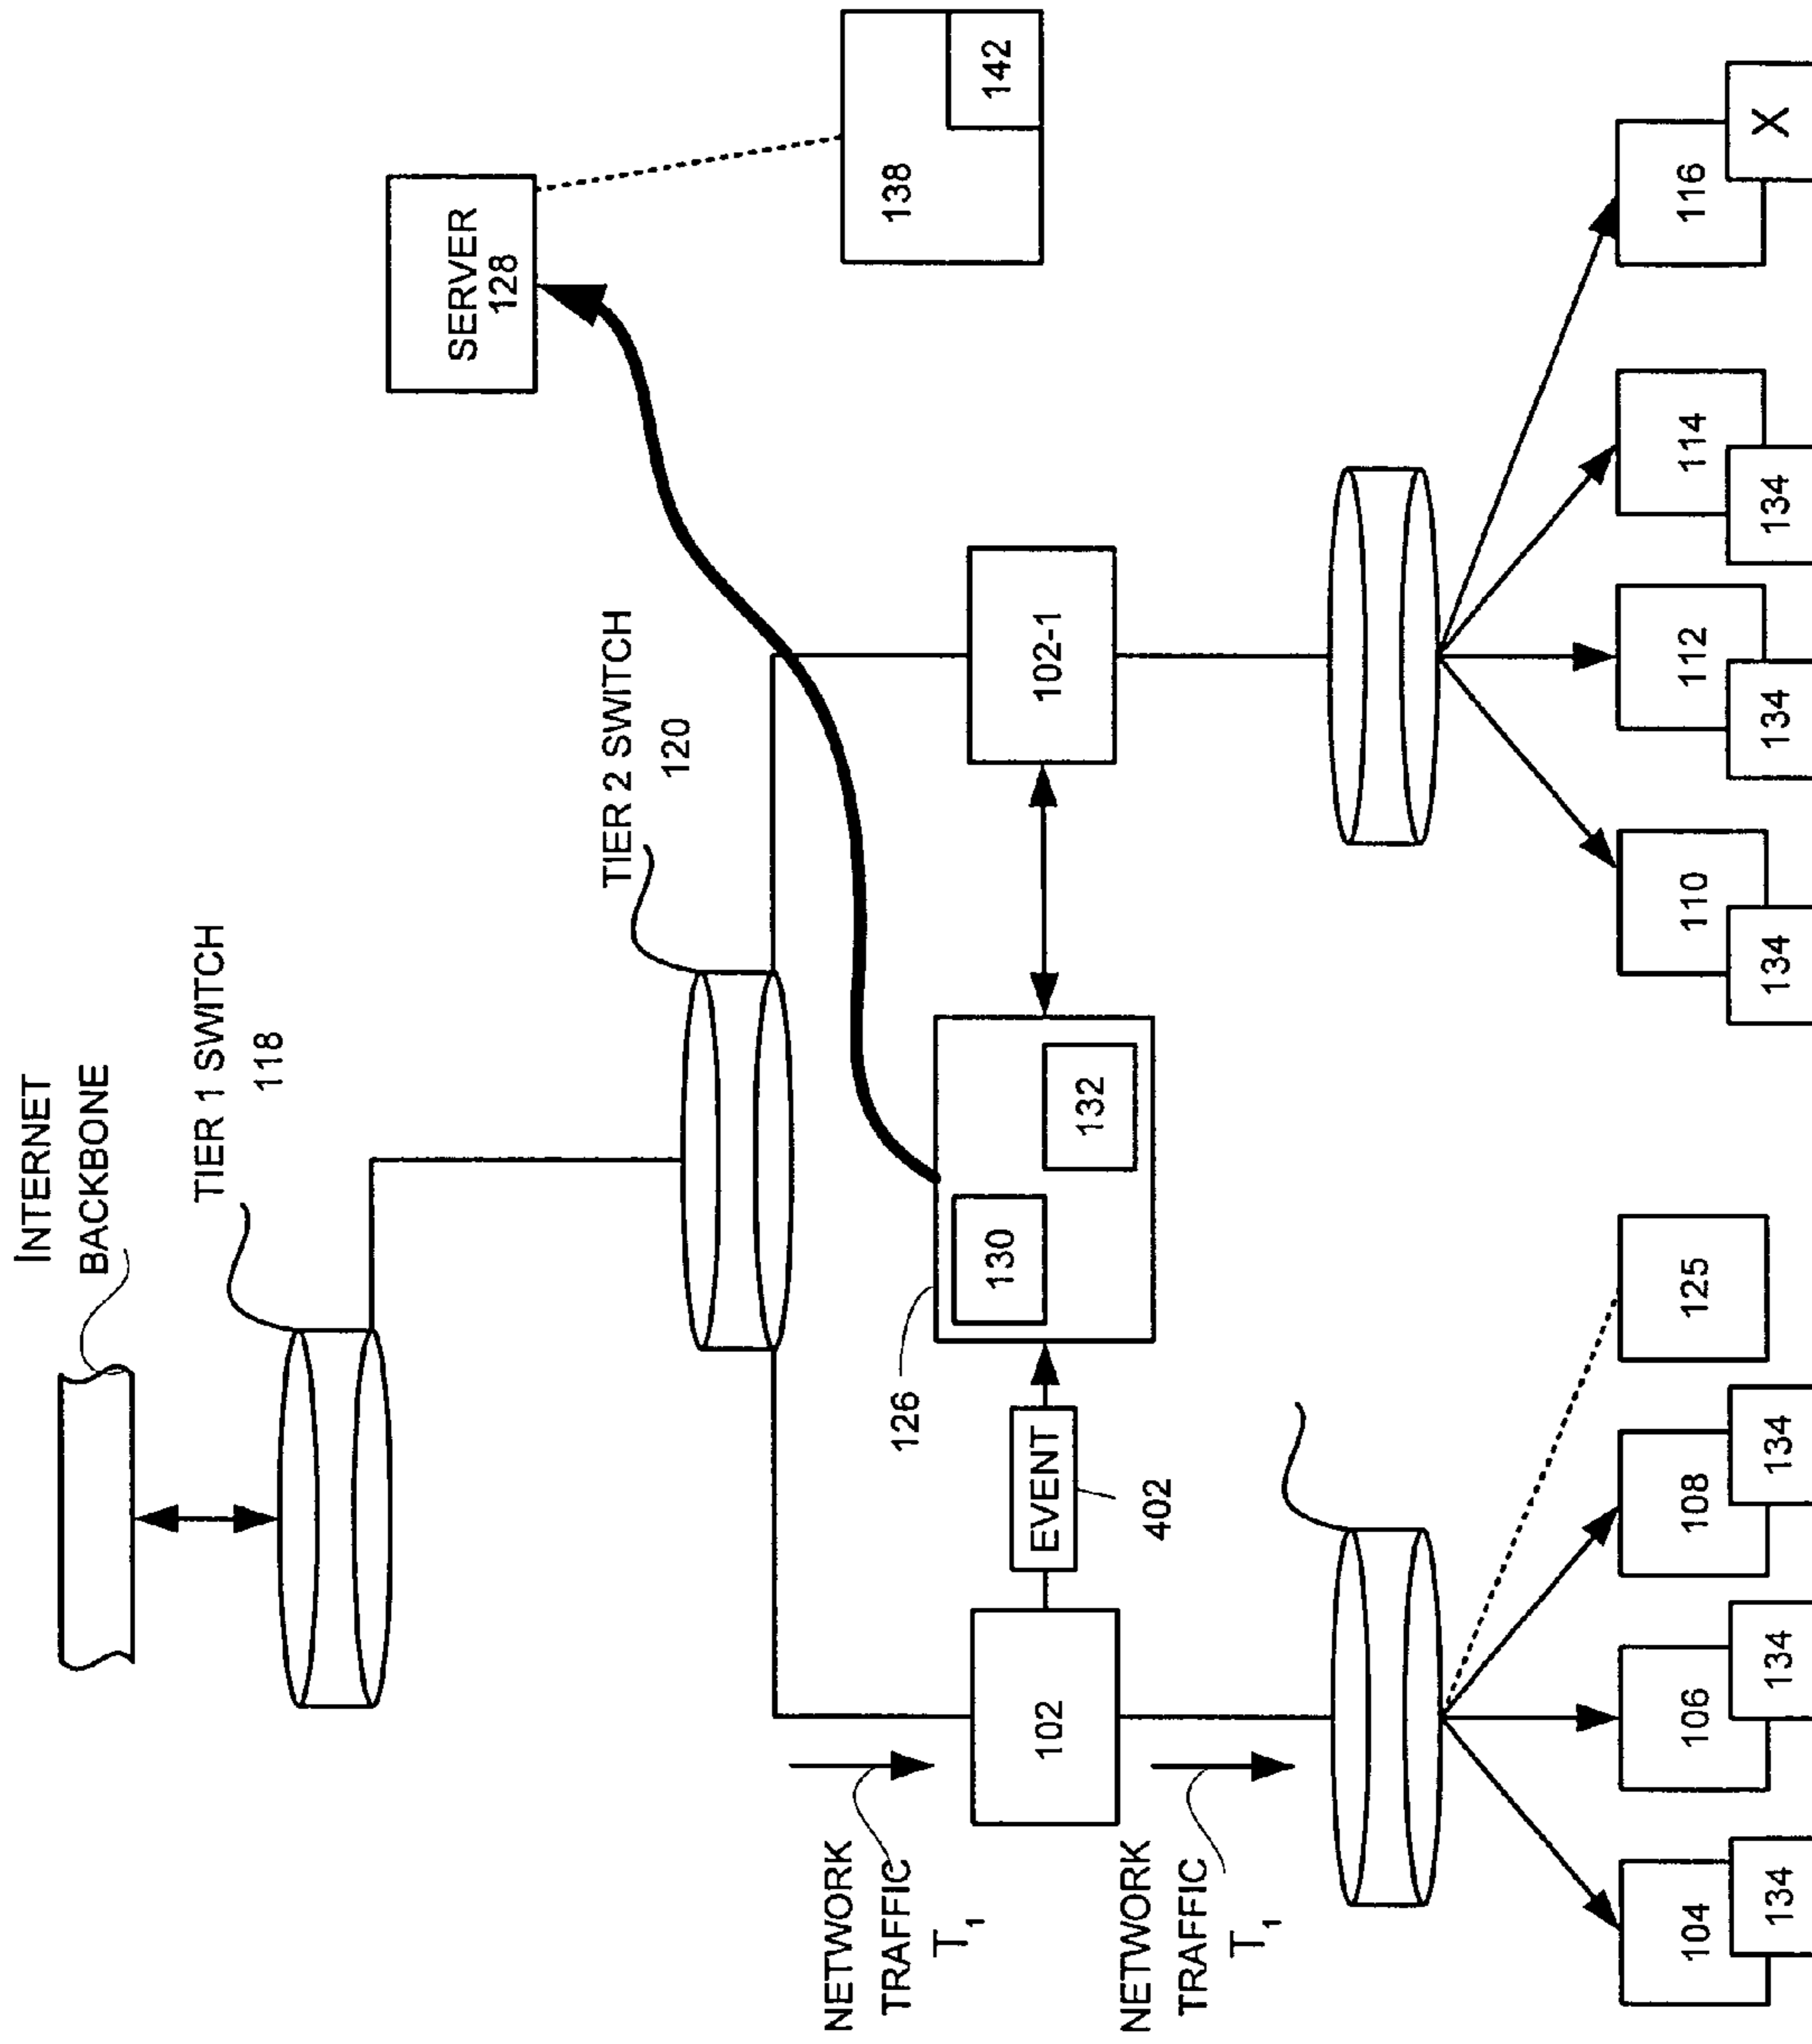 INTERNET
BACKBONE
TIER 1 SWITCH
118
TIER 2 SWITCH
120
SERVER
128
138
142
NETWORK
TRAFFIC
T1
102
EVENT
402
126
130
132
102-1
NETWORK
TRAFFIC
T1
104
134
106
134
108
134
125
110
134
112
134
114
134
116
X